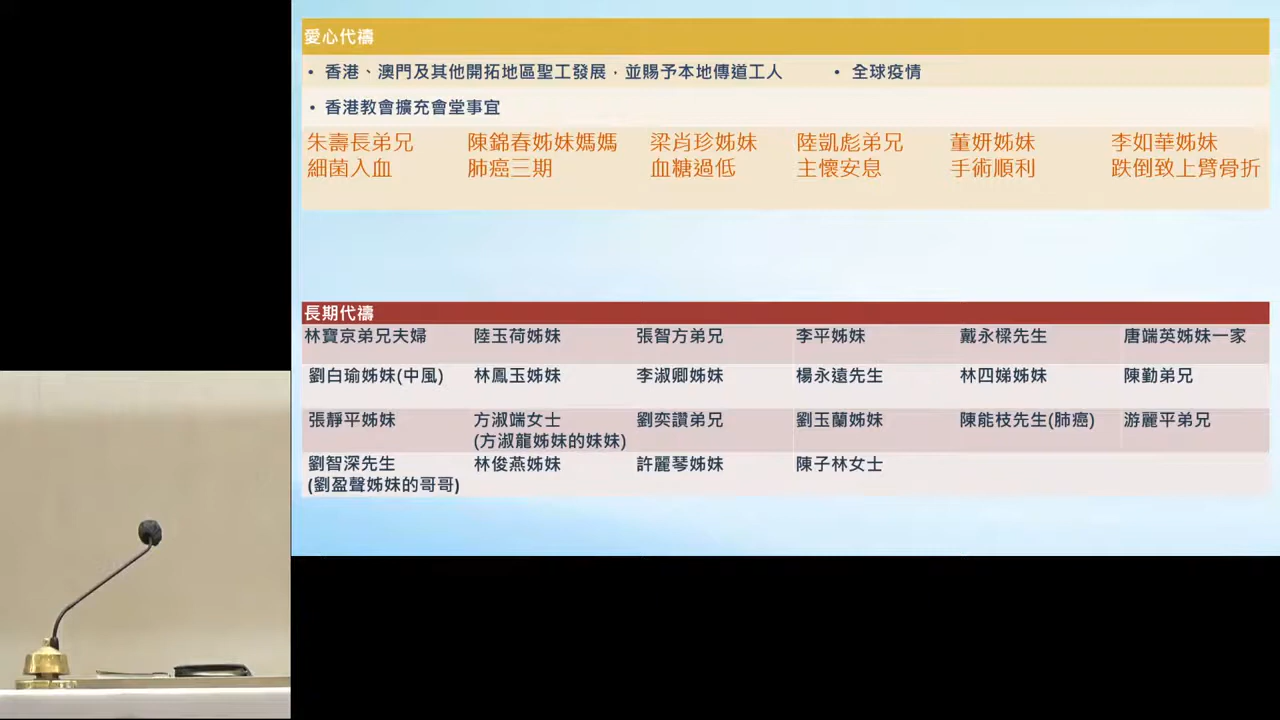 愛心代禱
• 香港、澳門及其他開拓地區聖工發展，並賜予本地傳道工人 • 全球疫情
• 香港教會擴充會堂事宜
朱壽長弟兄 陳錦春姊妹媽媽 梁肖珍姊妹 陸凱彪弟兄 董妍姊妹 李如華姊妹
細菌入血 肺癌三期 血糖過低 主懷安息 手術順利 跌倒致上臂骨折
長期代禱
林寶京弟兄夫婦 陸玉荷姊妹 張智方弟兄 李平姊妹 戴永樑先生 唐端英姊妹一家
劉白瑜姊妹(中風) 林鳳玉姊妹 李淑卿姊妹 楊永遠先生 林四娣姊妹 陳勤弟兄
張靜平姊妹 方淑端女士 劉奕讚弟兄 劉玉蘭姊妹 陳能枝先生(肺癌) 游麗平弟兄
(方淑龍姊妹的妹妹)
劉智深先生 林俊燕姊妹 許麗琴姊妹 陳子林女士
(劉盈聲姊妹的哥哥)